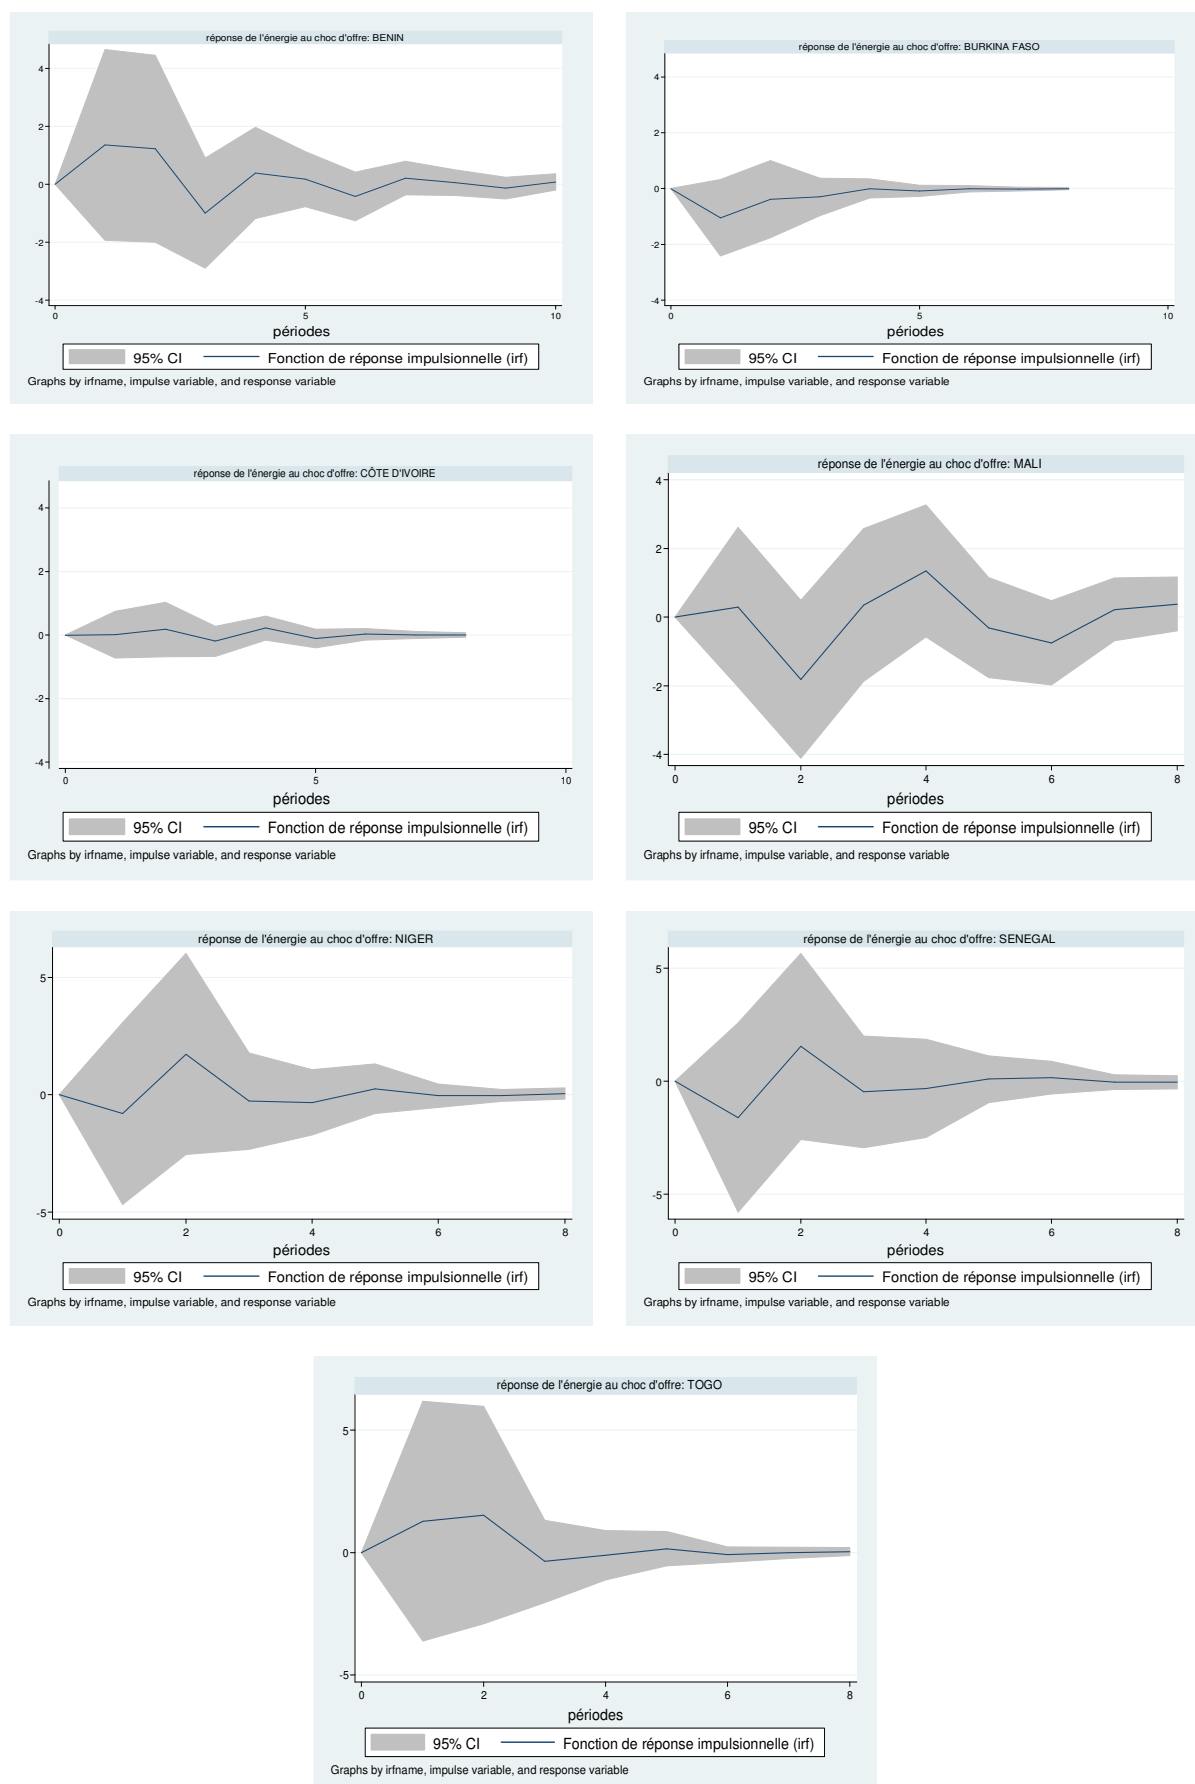 réponse de l'énergie au choc d'offre: BENIN
4
2
0
-2
-4
0 5 10
périodes
95% CI Fonction de réponse impulsionnelle (irf)
Graphs by irfname, impulse variable, and response variable
réponse de l'énergie au choc d'offre: BURKINA FASO
4
2
0
-2
-4
0 5 10
périodes
95% CI Fonction de réponse impulsionnelle (irf)
Graphs by irfname, impulse variable, and response variable
réponse de l'énergie au choc d'offre: CÔTE D'IVOIRE
4
2
0
-2
-4
0 5 10
périodes
95% CI Fonction de réponse impulsionnelle (irf)
Graphs by irfname, impulse variable, and response variable
réponse de l'énergie au choc d'offre: MALI
4
2
0
-2
-4
0 2 4 6 8
périodes
95% CI Fonction de réponse impulsionnelle (irf)
Graphs by irfname, impulse variable, and response variable
réponse de l'énergie au choc d'offre: NIGER
5
0
-5
0 2 4 6 8
périodes
95% CI Fonction de réponse impulsionnelle (irf)
Graphs by irfname, impulse variable, and response variable
réponse de l'énergie au choc d'offre: SENEGAL
5
0
-5
0 2 4 6 8
périodes
95% CI Fonction de réponse impulsionnelle (irf)
Graphs by irfname, impulse variable, and response variable
réponse de l'énergie au choc d'offre: TOGO
5
0
-5
0 2 4 6 8
périodes
95% CI Fonction de réponse impulsionnelle (irf)
Graphs by irfname, impulse variable, and response variable